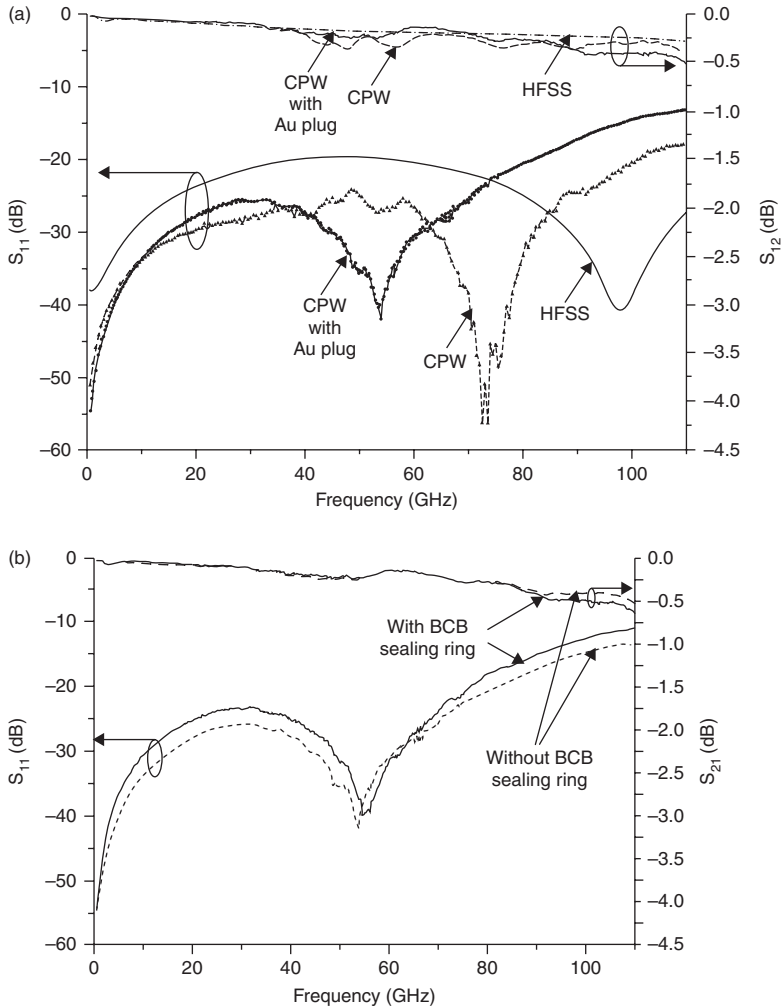 (a)
0
−10
−20
−30
−40
−50
−60
S11 (dB)
0.0
−0.5
−1.0
−1.5
−2.0
−2.5
−3.0
−3.5
−4.0
−4.5
S12 (dB)
CPW
with
Au plug
CPW
HFSS
CPW
with
Au plug
CPW
HFSS
0
20
40
60
80
100
Frequency (GHz)
(b)
0
−10
−20
−30
−40
−50
−60
S11 (dB)
0.0
−0.5
−1.0
−1.5
−2.0
−2.5
−3.0
−3.5
−4.0
−4.5
S21 (dB)
With BCB
sealing ring
Without BCB
sealing ring
0
20
40
60
80
100
Frequency (GHz)